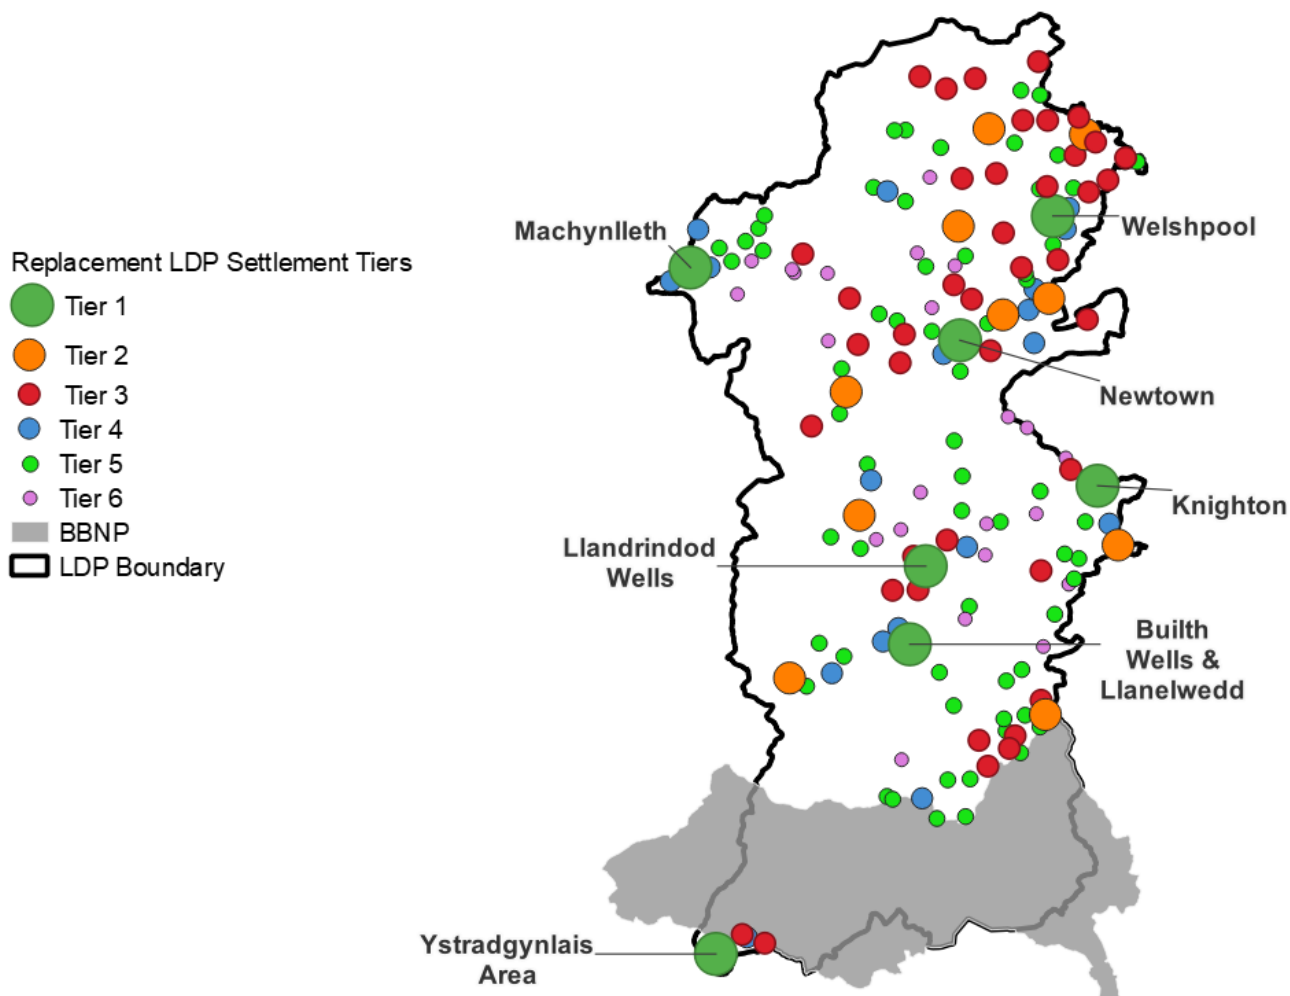 Replacement LDP Settlement Tiers
Tier 1
Tier 2
Tier 3
Tier 4
Tier 5
Tier 6
BBNP
LDP Boundary
Machynlleth
Welshpool
Newtown
Knighton
Llandrindod
Wells
Builth
Wells &
Llanelwedd
Ystradgynlais
Area